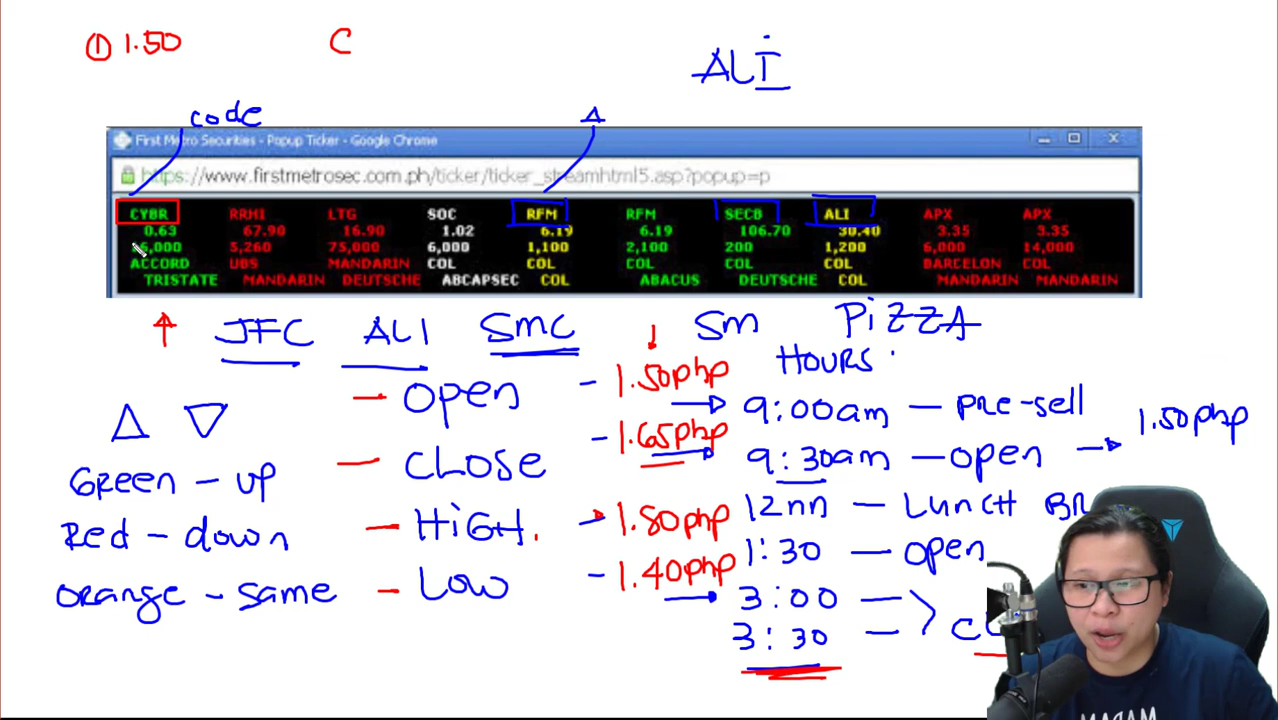 ① 1.50 C
ALI
code Δ
First Metro Securities - Popup Ticker - Google Chrome
https://www.firstmetrosec.com.ph/ticker/ticker_streamhtml5.asp?popup=p
CYBR RRHI LTG SOC RFM RFM SECB ALI APX APX
0.63 67.90 16.90 1.02 6.19 6.19 106.70 30.40 3.35 3.35
6,000 3,260 75,000 6,000 1,100 2,100 200 1,200 6,000 14,000
ACCORD UBS MANDARIN COL COL COL COL COL BARCELON COL
TRISTATE MANDARIN DEUTSCHE ABCAPSEC COL ABACUS DEUTSCHE COL MANDARIN MANDARIN
JFC ALI SMC SM PiZZA
HOURS
— OPEN – 1.50php
— CLOSE – 1.65php
— HiGH. 1.80php
— LOW – 1.40php
Green – up
Red – down
orange – same
9:00am — PRE-sell
9:30am — open → 1.50php
12nn — LUNCH BR
1:30 — open
3:00 —
3:30 —